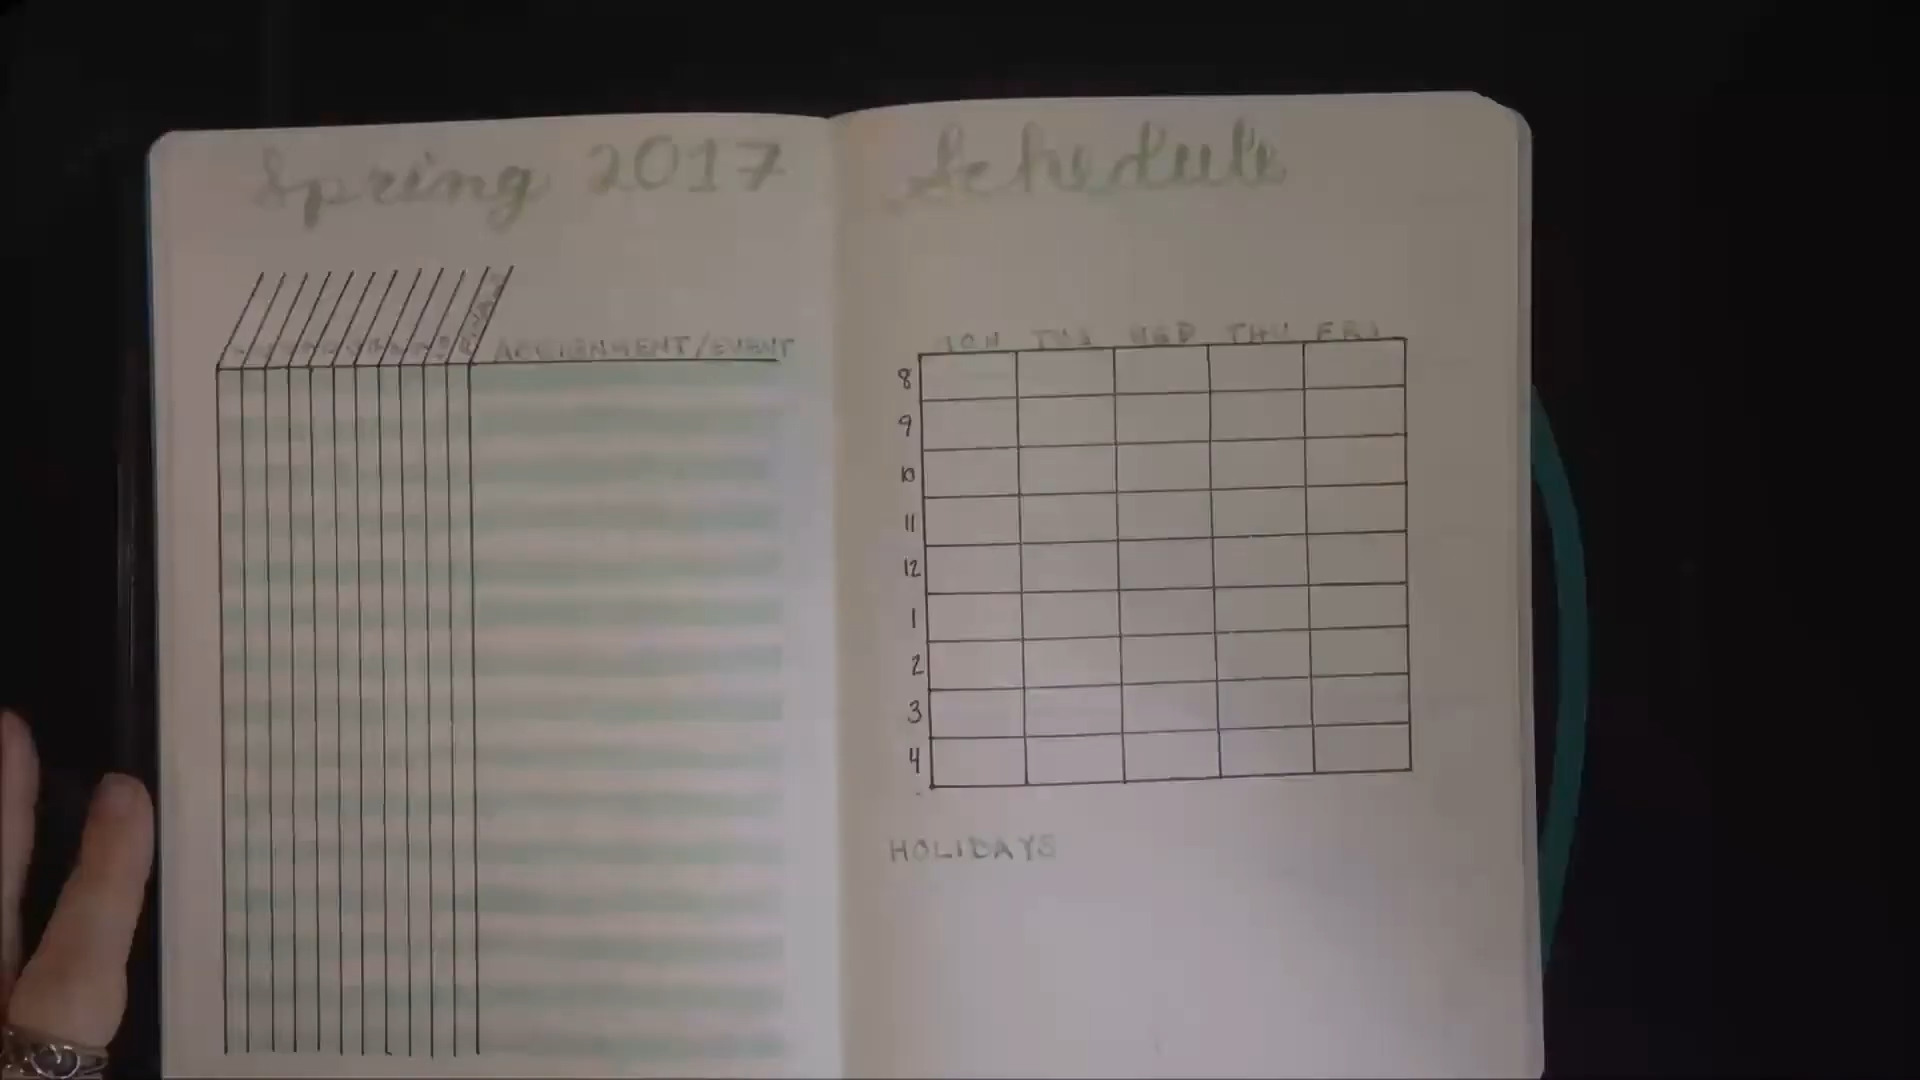 Spring 2017
ASSIGNMENT/EVENT
Schedule
MON TUE WED THU FRI
8
9
10
11
12
1
2
3
4
HOLIDAYS